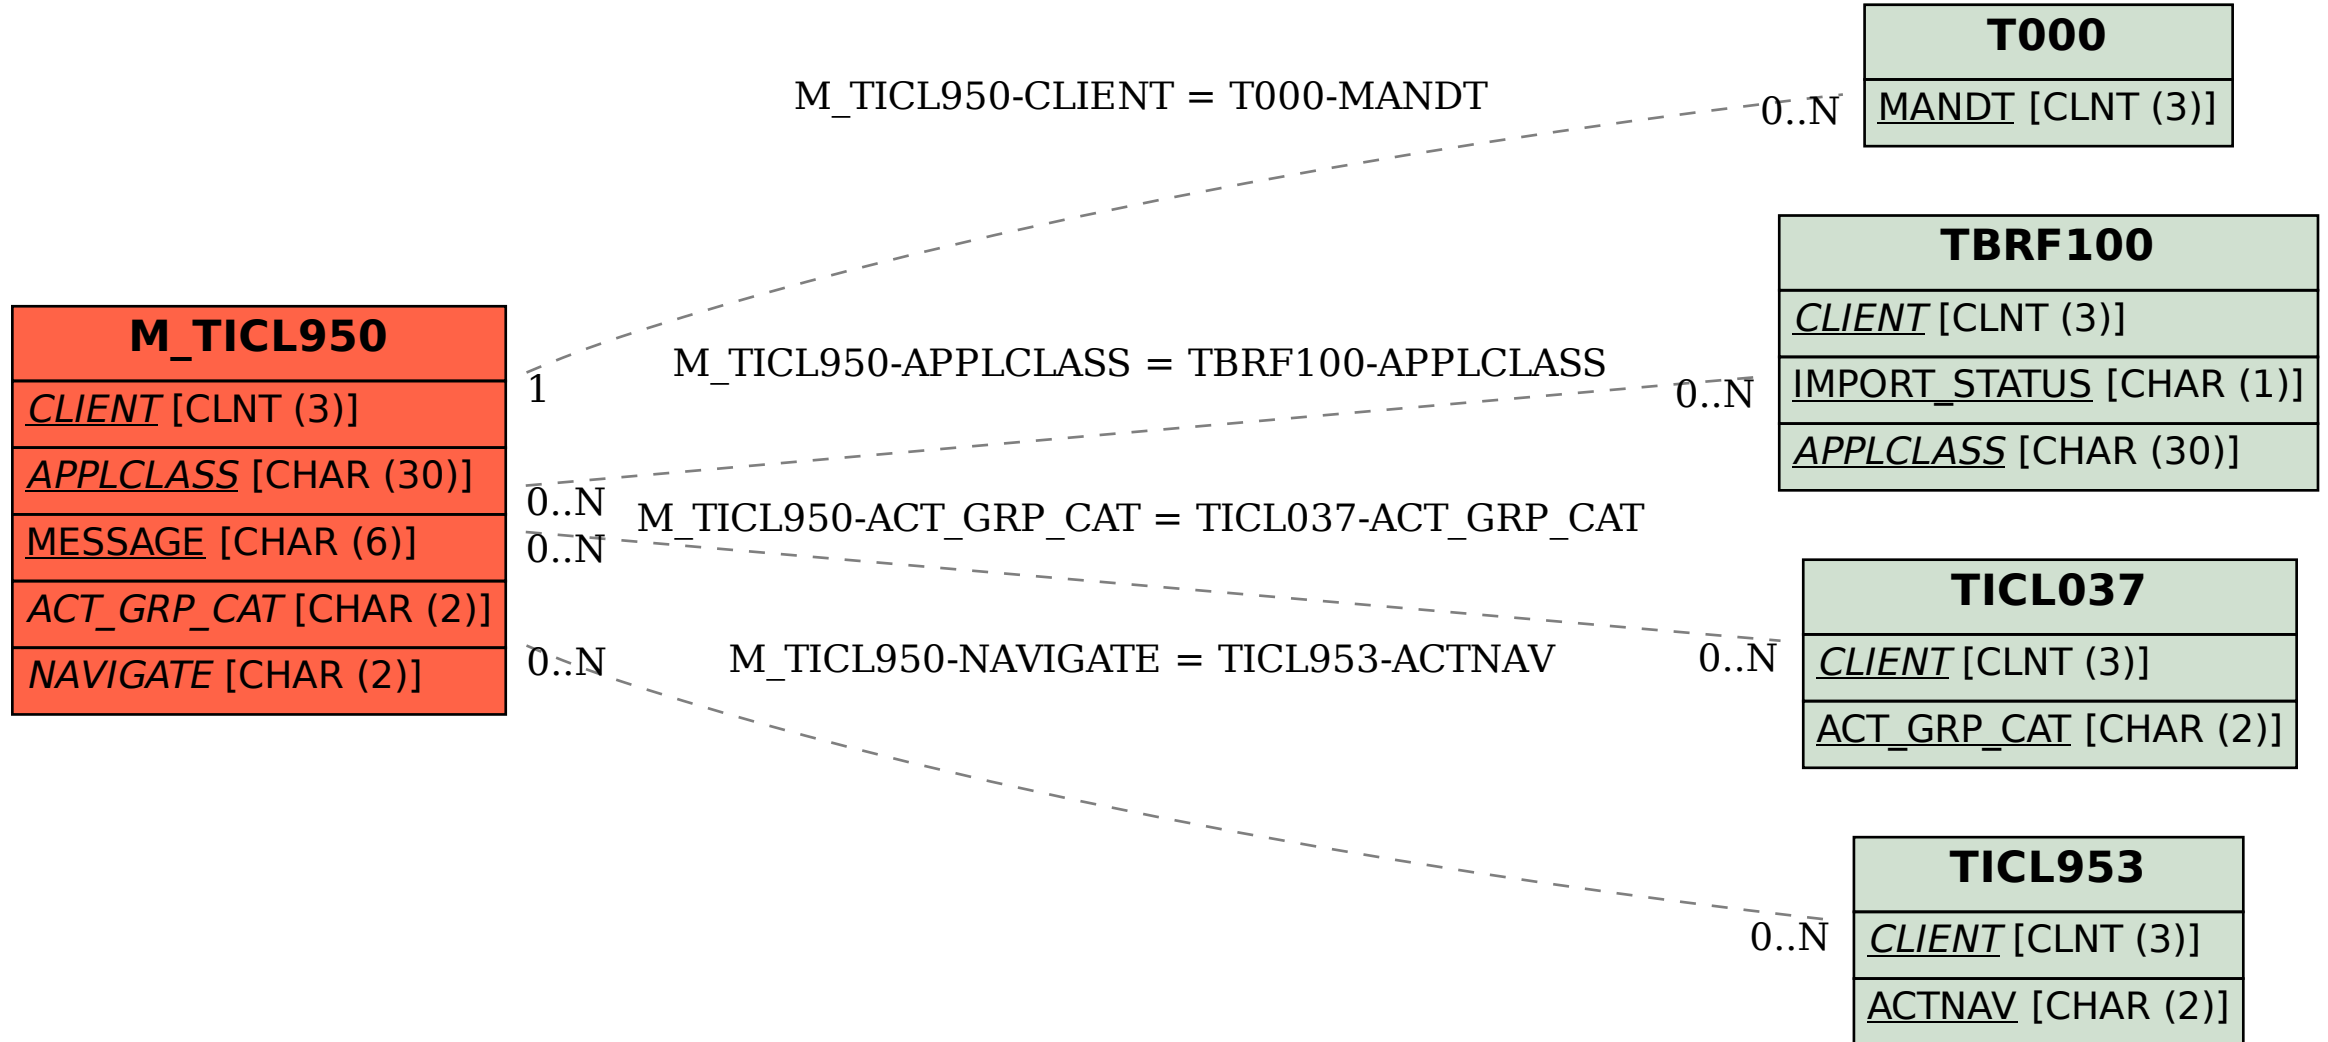 M_TICL950
CLIENT [CLNT (3)]
APPLCLASS [CHAR (30)]
MESSAGE [CHAR (6)]
ACT_GRP_CAT [CHAR (2)]
NAVIGATE [CHAR (2)]
M_TICL950-CLIENT = T000-MANDT
1
0..N
M_TICL950-APPLCLASS = TBRF100-APPLCLASS
0..N
0..N
M_TICL950-ACT_GRP_CAT = TICL037-ACT_GRP_CAT
0..N
0..N
M_TICL950-NAVIGATE = TICL953-ACTNAV
0..N
0..N
T000
MANDT [CLNT (3)]
TBRF100
CLIENT [CLNT (3)]
IMPORT_STATUS [CHAR (1)]
APPLCLASS [CHAR (30)]
TICL037
CLIENT [CLNT (3)]
ACT_GRP_CAT [CHAR (2)]
TICL953
CLIENT [CLNT (3)]
ACTNAV [CHAR (2)]